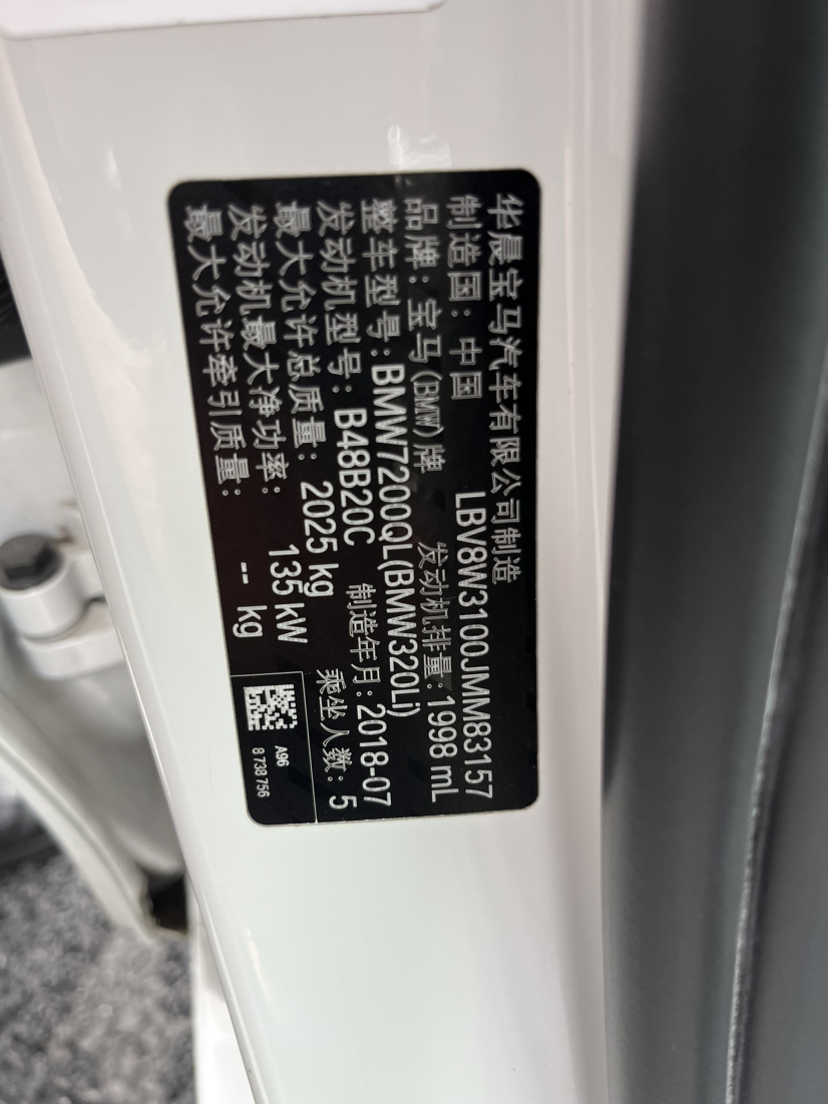 华晨宝马汽车有限公司制造
制造国：中国 LBV8W3100JMM83157
品牌：宝马(BMW)牌 发动机排量：1998 mL
整车型号：BMW7200QL(BMW320Li)
发动机型号：B48B20C 制造年月：2018-07
最大允许总质量：2025 kg 乘坐人数：5
发动机最大净功率：135 kW
最大允许牵引质量：-- kg
A96
8 738 756